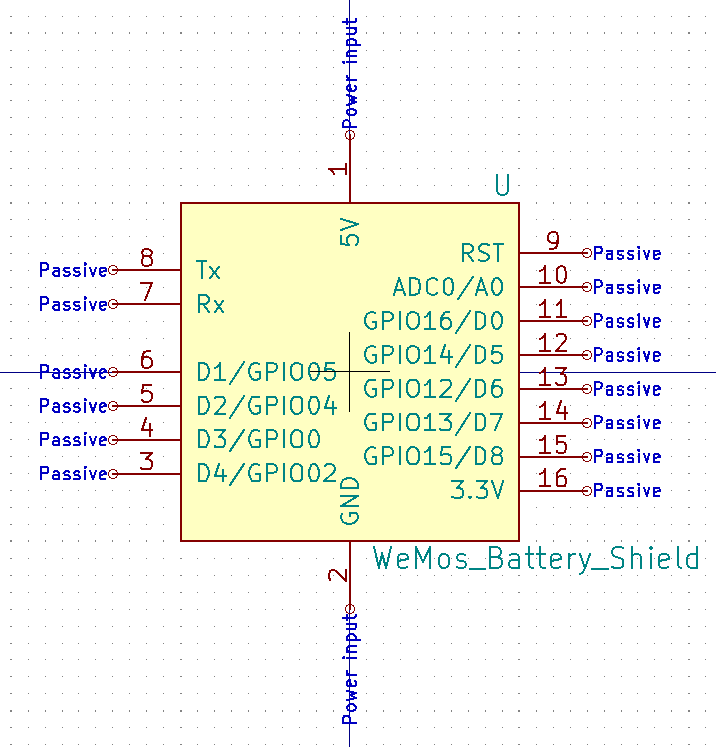 Power input
1
U
5V
Passive 8 Tx
Passive 7 Rx
Passive 6 D1/GPIO05
Passive 5 D2/GPIO04
Passive 4 D3/GPIO0
Passive 3 D4/GPIO02
RST 9 Passive
ADC0/A0 10 Passive
GPIO16/D0 11 Passive
GPIO14/D5 12 Passive
GPIO12/D6 13 Passive
GPIO13/D7 14 Passive
GPIO15/D8 15 Passive
3.3V 16 Passive
GND
WeMos_Battery_Shield
2
Power input